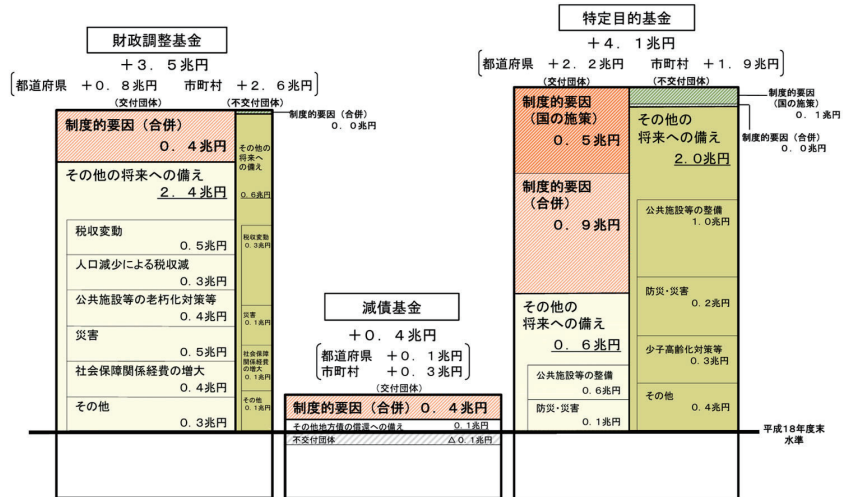 財政調整基金
+3.5兆円
都道府県 +0.8兆円 市町村 +2.6兆円
(交付団体) (不交付団体)
制度的要因(合併)
0.4兆円
その他の将来への備え
2.4兆円
税収変動
0.5兆円
人口減少による税収減
0.3兆円
公共施設等の老朽化対策等
0.4兆円
災害
0.5兆円
社会保障関係経費の増大
0.4兆円
その他
0.3兆円
制度的要因(合併)
0.0兆円
その他の
将来への
備え
0.6兆円
税収変動
0.3兆円
災害
0.1兆円
社会保障
関係経費
の増大
0.1兆円
その他
0.1兆円
減債基金
+0.4兆円
都道府県 +0.1兆円
市町村 +0.3兆円
(交付団体)
制度的要因(合併)0.4兆円
その他地方債の償還への備え 0.1兆円
不交付団体 △0.1兆円
特定目的基金
+4.1兆円
都道府県 +2.2兆円 市町村 +1.9兆円
(交付団体) (不交付団体)
制度的要因
(国の施策)
0.5兆円
制度的要因
(合併)
0.9兆円
その他の
将来への備え
0.6兆円
公共施設等の整備
0.6兆円
防災・災害
0.1兆円
制度的要因
(国の施策)
0.1兆円
制度的要因(合併)
0.0兆円
その他の
将来への備え
2.0兆円
公共施設等の整備
1.0兆円
防災・災害
0.2兆円
少子高齢化対策等
0.3兆円
その他
0.4兆円
平成18年度末
水準